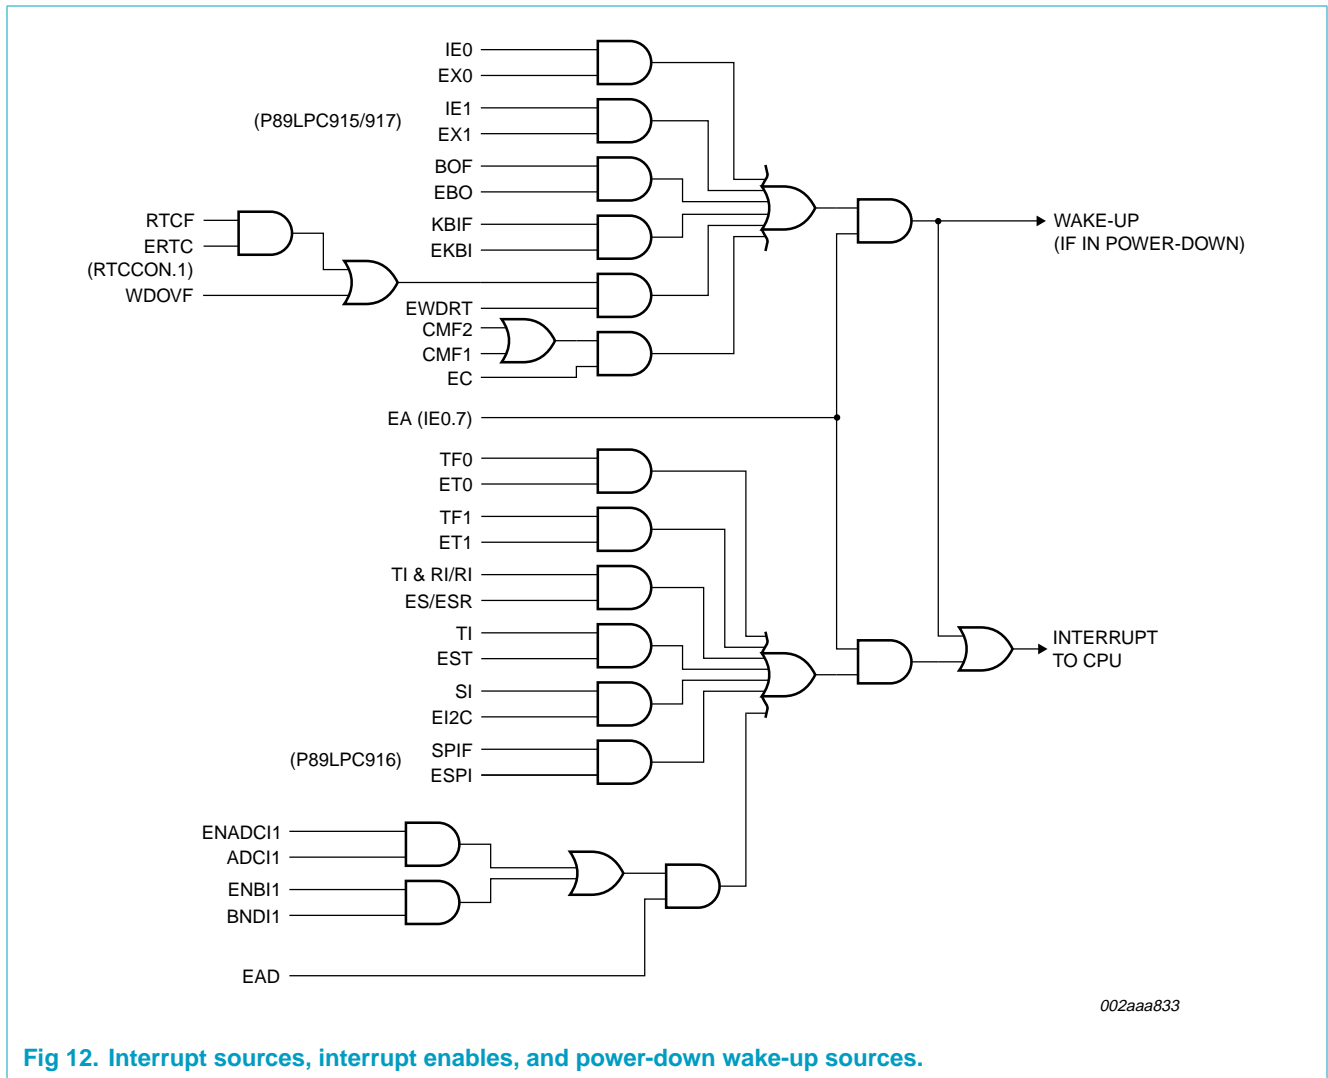 IE0
EX0
IE1
(P89LPC915/917)
EX1
BOF
EBO
RTCF
KBIF
ERTC
EKBI
(RTCCON.1)
WDOVF
EWDRT
CMF2
CMF1
EC
WAKE-UP
(IF IN POWER-DOWN)
EA (IE0.7)
TF0
ET0
TF1
ET1
TI & RI/RI
ES/ESR
TI
EST
SI
EI2C
INTERRUPT
TO CPU
SPIF
(P89LPC916)
ESPI
ENADCI1
ADCI1
ENBI1
BNDI1
EAD
002aaa833
Fig 12. Interrupt sources, interrupt enables, and power-down wake-up sources.